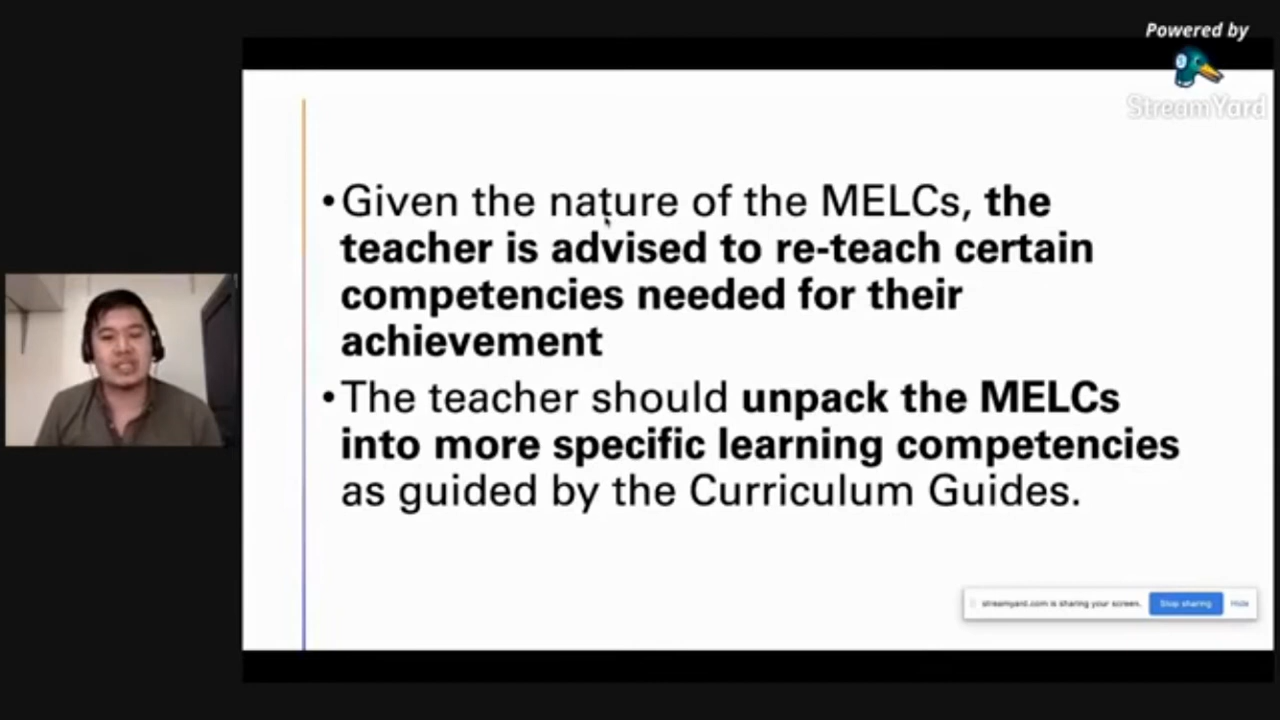 Powered by
StreamYard
•Given the nature of the MELCs, the
teacher is advised to re-teach certain
competencies needed for their
achievement
•The teacher should unpack the MELCs
into more specific learning competencies
as guided by the Curriculum Guides.
streamyard.com is sharing your screen. Stop sharing Hide